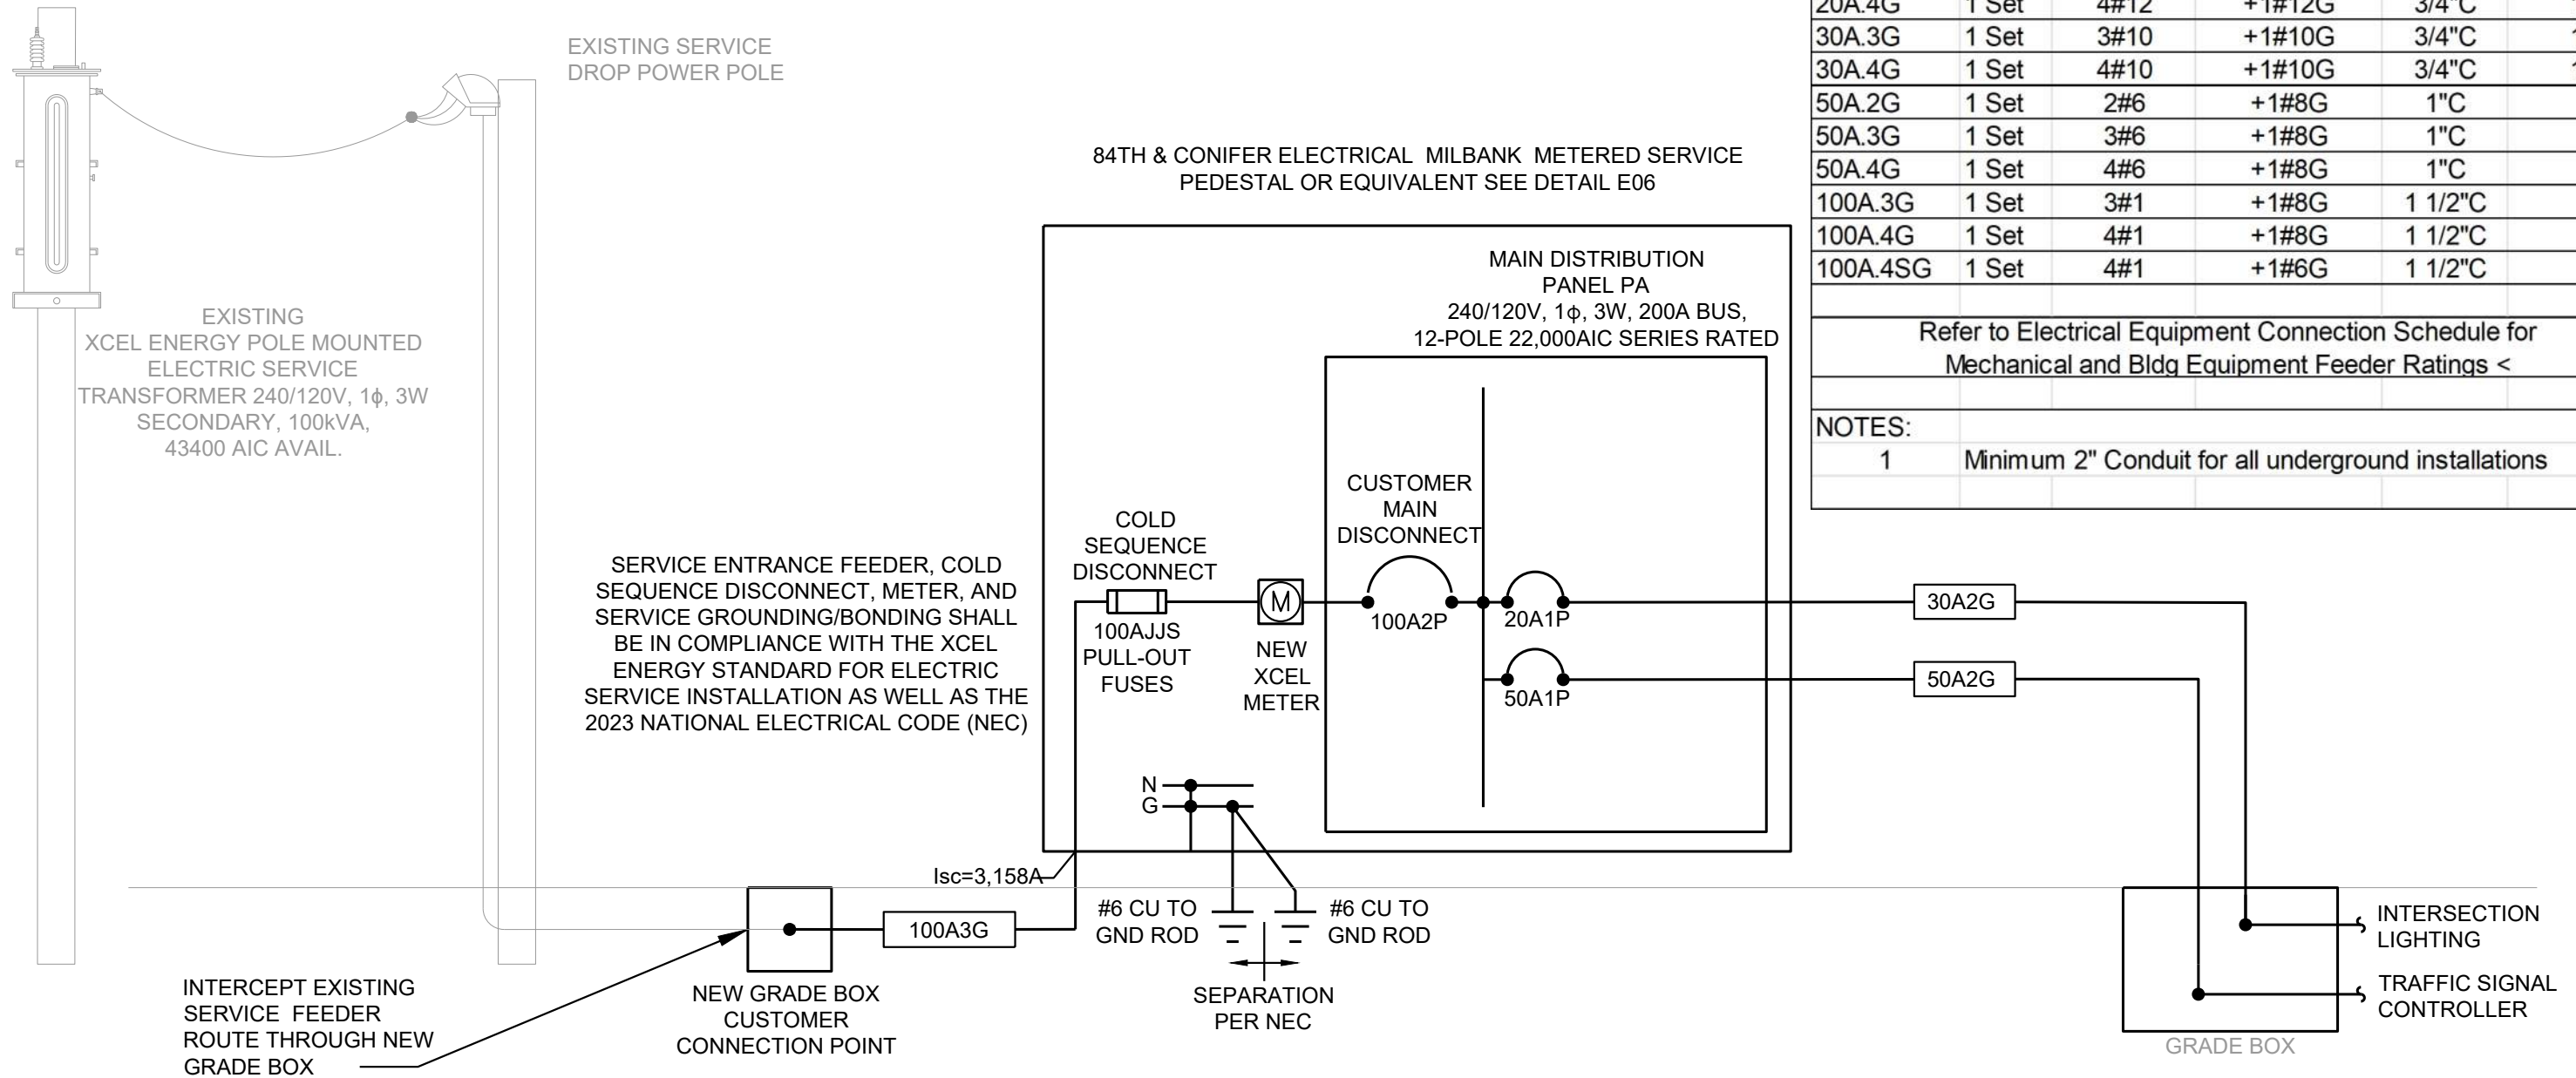 EXISTING SERVICE
DROP POWER POLE
EXISTING
XCEL ENERGY POLE MOUNTED
ELECTRIC SERVICE
TRANSFORMER 240/120V, 1ϕ, 3W
SECONDARY, 100kVA,
43400 AIC AVAIL.
84TH & CONIFER ELECTRICAL MILBANK METERED SERVICE
PEDESTAL OR EQUIVALENT SEE DETAIL E06
MAIN DISTRIBUTION
PANEL PA
240/120V, 1ϕ, 3W, 200A BUS,
12-POLE 22,000AIC SERIES RATED
CUSTOMER
MAIN
DISCONNECT
100A2P
20A1P
50A1P
COLD
SEQUENCE
DISCONNECT
100AJJS
PULL-OUT
FUSES
M
NEW
XCEL
METER
SERVICE ENTRANCE FEEDER, COLD
SEQUENCE DISCONNECT, METER, AND
SERVICE GROUNDING/BONDING SHALL
BE IN COMPLIANCE WITH THE XCEL
ENERGY STANDARD FOR ELECTRIC
SERVICE INSTALLATION AS WELL AS THE
2023 NATIONAL ELECTRICAL CODE (NEC)
N
G
Isc=3,158A
#6 CU TO
GND ROD
#6 CU TO
GND ROD
SEPARATION
PER NEC
100A3G
NEW GRADE BOX
CUSTOMER
CONNECTION POINT
INTERCEPT EXISTING
SERVICE FEEDER
ROUTE THROUGH NEW
GRADE BOX
30A2G
50A2G
INTERSECTION
LIGHTING
TRAFFIC SIGNAL
CONTROLLER
GRADE BOX
20A.4G 1 Set 4#12 +1#12G 3/4"C
30A.3G 1 Set 3#10 +1#10G 3/4"C
30A.4G 1 Set 4#10 +1#10G 3/4"C
50A.2G 1 Set 2#6 +1#8G 1"C
50A.3G 1 Set 3#6 +1#8G 1"C
50A.4G 1 Set 4#6 +1#8G 1"C
100A.3G 1 Set 3#1 +1#8G 1 1/2"C
100A.4G 1 Set 4#1 +1#8G 1 1/2"C
100A.4SG 1 Set 4#1 +1#6G 1 1/2"C
Refer to Electrical Equipment Connection Schedule for
Mechanical and Bldg Equipment Feeder Ratings <
NOTES:
1 Minimum 2" Conduit for all underground installations